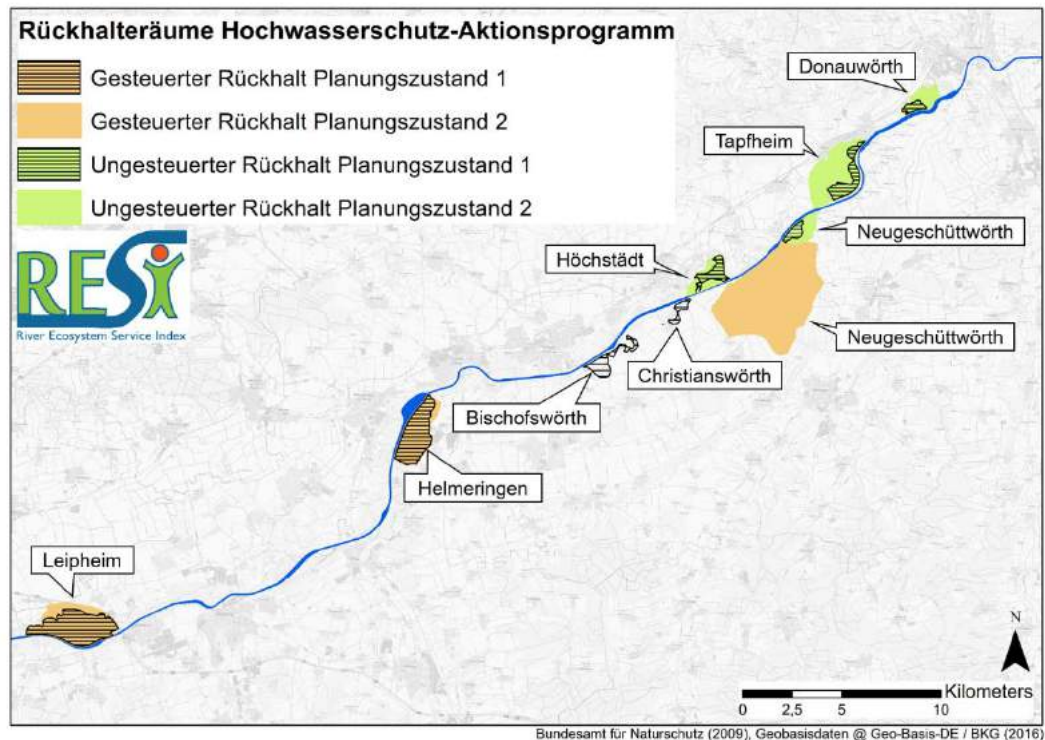 Rückhalteräume Hochwasserschutz-Aktionsprogramm
Gesteuerter Rückhalt Planungszustand 1
Gesteuerter Rückhalt Planungszustand 2
Ungesteuerter Rückhalt Planungszustand 1
Ungesteuerter Rückhalt Planungszustand 2
RESI
River Ecosystem Service Index
Donauwörth
Tapfheim
Neugeschüttwörth
Höchstädt
Neugeschüttwörth
Christianswörth
Bischofswörth
Helmeringen
Leipheim
N
Kilometers
0 2,5 5 10
Bundesamt für Naturschutz (2009), Geobasisdaten @ Geo-Basis-DE / BKG (2016)